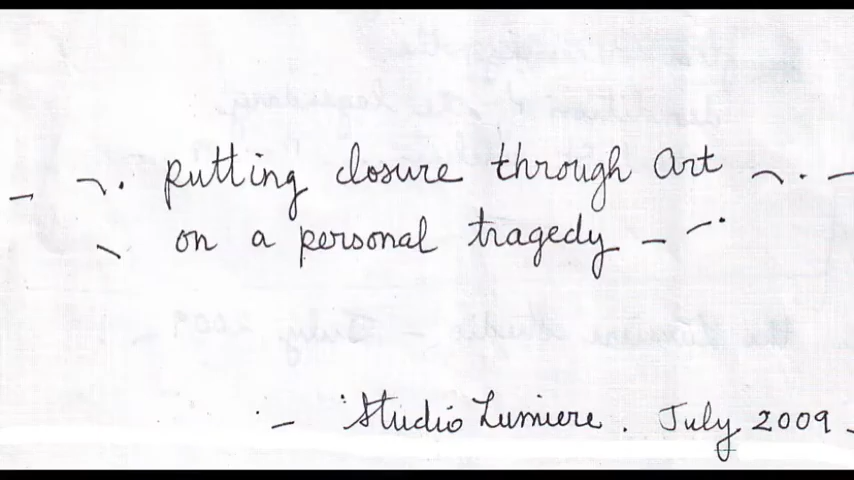 putting closure through Art
on a personal tragedy
Studio Lumiere. July 2009